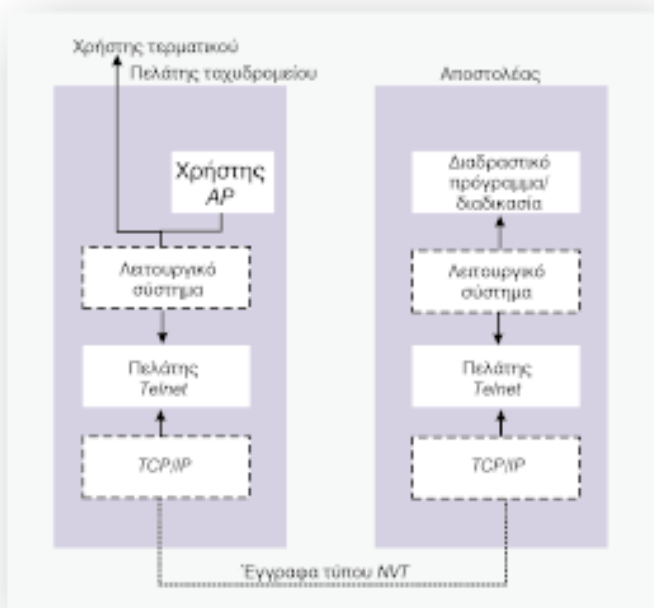 Χρήστης τερματικού
Πελάτης ταχυδρομείου
Χρήστης
AP
Λειτουργικό
σύστημα
Πελάτης
Telnet
TCP/IP
Αποστολέας
Διαδραστικό
πρόγραμμα/
διαδικασία
Λειτουργικό
σύστημα
Πελάτης
Telnet
TCP/IP
Έγγραφα τύπου NVT